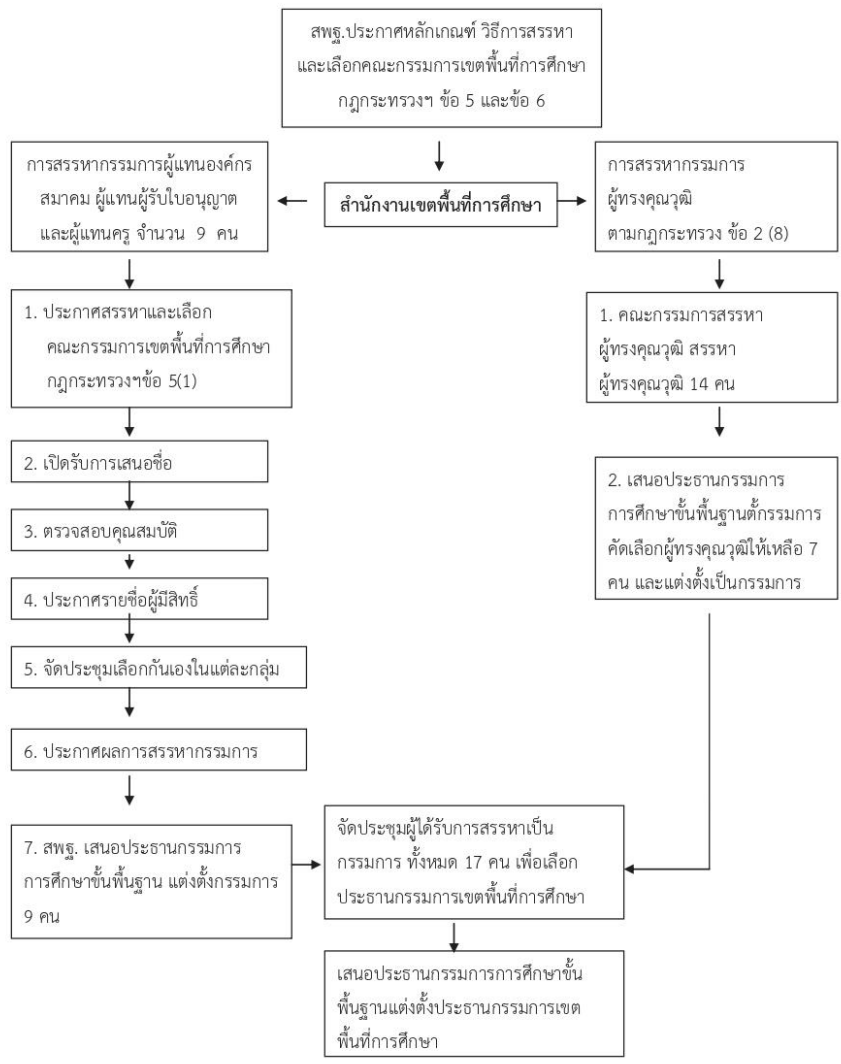 สพฐ.ประกาศหลักเกณฑ์ วิธีการสรรหา
และเลือกคณะกรรมการเขตพื้นที่การศึกษา
กฎกระทรวงฯ ข้อ 5 และข้อ 6
การสรรหากรรมการผู้แทนองค์กร
สมาคม ผู้แทนผู้รับใบอนุญาต
และผู้แทนครู จำนวน 9 คน
สำนักงานเขตพื้นที่การศึกษา
การสรรหากรรมการ
ผู้ทรงคุณวุฒิ
ตามกฎกระทรวง ข้อ 2 (8)
1. ประกาศสรรหาและเลือก
คณะกรรมการเขตพื้นที่การศึกษา
กฎกระทรวงฯข้อ 5(1)
2. เปิดรับการเสนอชื่อ
3. ตรวจสอบคุณสมบัติ
4. ประกาศรายชื่อผู้มีสิทธิ์
5. จัดประชุมเลือกกันเองในแต่ละกลุ่ม
6. ประกาศผลการสรรหากรรมการ
7. สพฐ. เสนอประธานกรรมการ
การศึกษาขั้นพื้นฐาน แต่งตั้งกรรมการ
9 คน
1. คณะกรรมการสรรหา
ผู้ทรงคุณวุฒิ สรรหา
ผู้ทรงคุณวุฒิ 14 คน
2. เสนอประธานกรรมการ
การศึกษาขั้นพื้นฐานตั้กรรมการ
คัดเลือกผู้ทรงคุณวุฒิให้เหลือ 7
คน และแต่งตั้งเป็นกรรมการ
จัดประชุมผู้ได้รับการสรรหาเป็น
กรรมการ ทั้งหมด 17 คน เพื่อเลือก
ประธานกรรมการเขตพื้นที่การศึกษา
เสนอประธานกรรมการการศึกษาขั้น
พื้นฐานแต่งตั้งประธานกรรมการเขต
พื้นที่การศึกษา